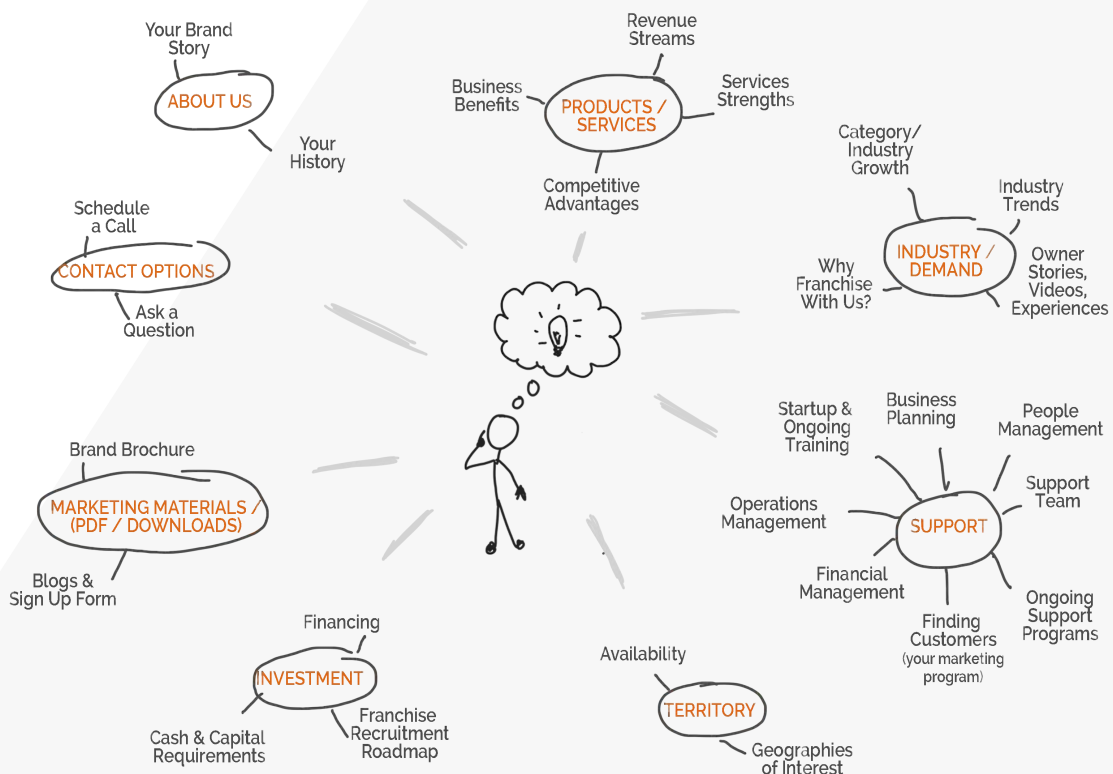 Your Brand
Story
ABOUT US
Your
History
Revenue
Streams
Business
Benefits
PRODUCTS /
SERVICES
Services
Strengths
Competitive
Advantages
Category/
Industry
Growth
Industry
Trends
INDUSTRY /
DEMAND
Why
Franchise
With Us?
Owner
Stories,
Videos,
Experiences
Schedule
a Call
CONTACT OPTIONS
Ask a
Question
Startup &
Ongoing
Training
Business
Planning
People
Management
Operations
Management
SUPPORT
Support
Team
Financial
Management
Finding
Customers
(your marketing
program)
Ongoing
Support
Programs
Brand Brochure
MARKETING MATERIALS /
(PDF / DOWNLOADS)
Blogs &
Sign Up Form
Financing
INVESTMENT
Cash & Capital
Requirements
Franchise
Recruitment
Roadmap
Availability
TERRITORY
Geographies
of Interest